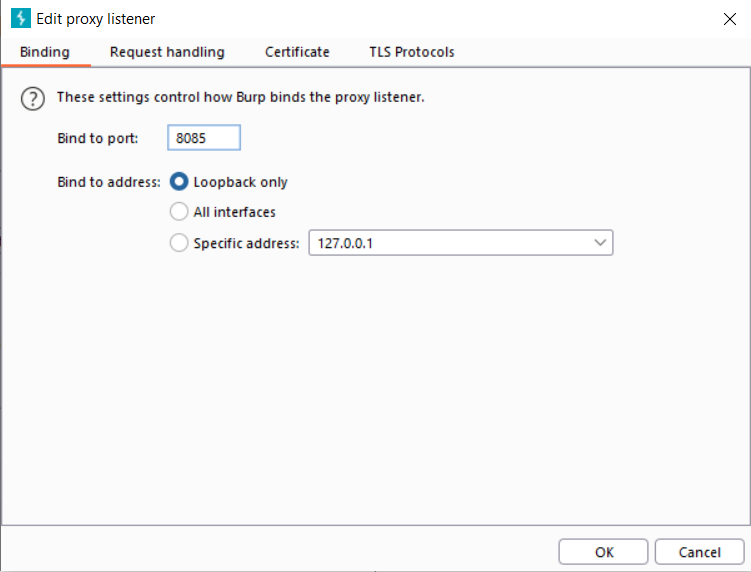 Edit proxy listener
Binding Request handling Certificate TLS Protocols
? These settings control how Burp binds the proxy listener.
Bind to port: 8085
Bind to address: Loopback only
All interfaces
Specific address: 127.0.0.1
OK Cancel